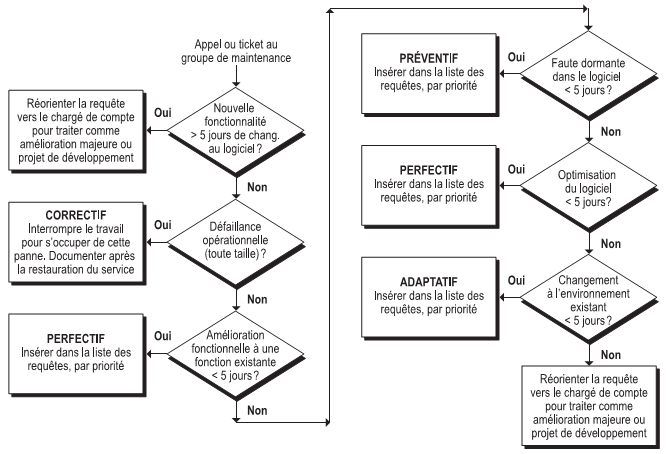 Appel ou ticket au
groupe de maintenance
Nouvelle
fonctionnalité
> 5 jours de chang.
au logiciel ?
Oui
Réorienter la requête
vers le chargé de compte
pour traiter comme
amélioration majeure ou
projet de développement
Non
Défaillance
opérationnelle
(toute taille) ?
Oui
CORRECTIF
Interrompre le travail
pour s'occuper de cette
panne. Documenter après
la restauration du service
Non
Amélioration
fonctionnelle à une
fonction existante
< 5 jours ?
Oui
PERFECTIF
Insérer dans la liste des
requêtes, par priorité
Non
Faute dormante
dans le logiciel
< 5 jours ?
Oui
PRÉVENTIF
Insérer dans la liste des
requêtes, par priorité
Non
Optimisation
du logiciel
< 5 jours?
Oui
PERFECTIF
Insérer dans la liste des
requêtes, par priorité
Non
Changement
à l'environnement
existant
< 5 jours ?
Oui
ADAPTATIF
Insérer dans la liste des
requêtes, par priorité
Non
Réorienter la requête
vers le chargé de compte
pour traiter comme
amélioration majeure ou
projet de développement